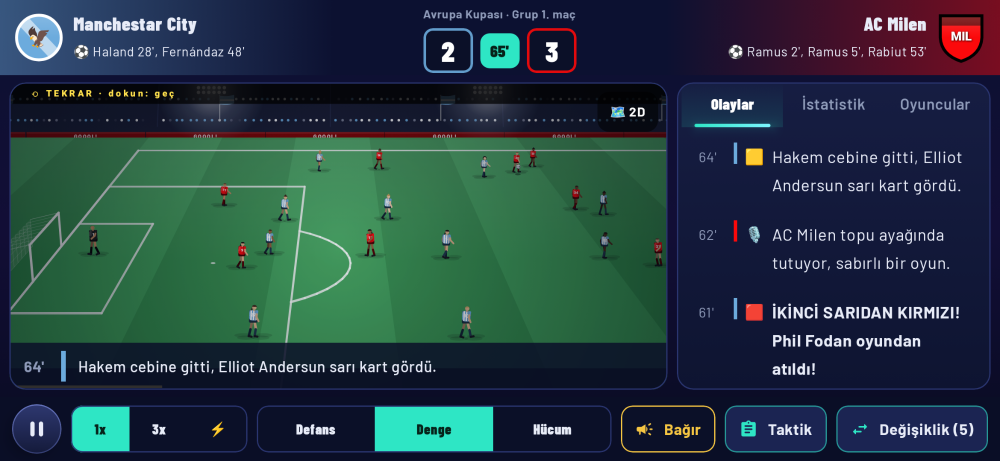 Manchestar City
Avrupa Kupası · Grup 1. maç
AC Milen
Haland 28', Fernández 48'
2
65'
3
Ramus 2', Ramus 5', Rabiut 53'
MIL
TEKRAR · dokun: geç
2D
Olaylar
İstatistik
Oyuncular
64'
Hakem cebine gitti, Elliot
Andersun sarı kart gördü.
62'
AC Milen topu ayağında
tutuyor, sabırlı bir oyun.
61'
İKİNCİ SARIDAN KIRMIZI!
Phil Fodan oyundan
atıldı!
64'
Hakem cebine gitti, Elliot Andersun sarı kart gördü.
1x
3x
Defans
Denge
Hücum
Bağır
Taktik
Değişiklik (5)